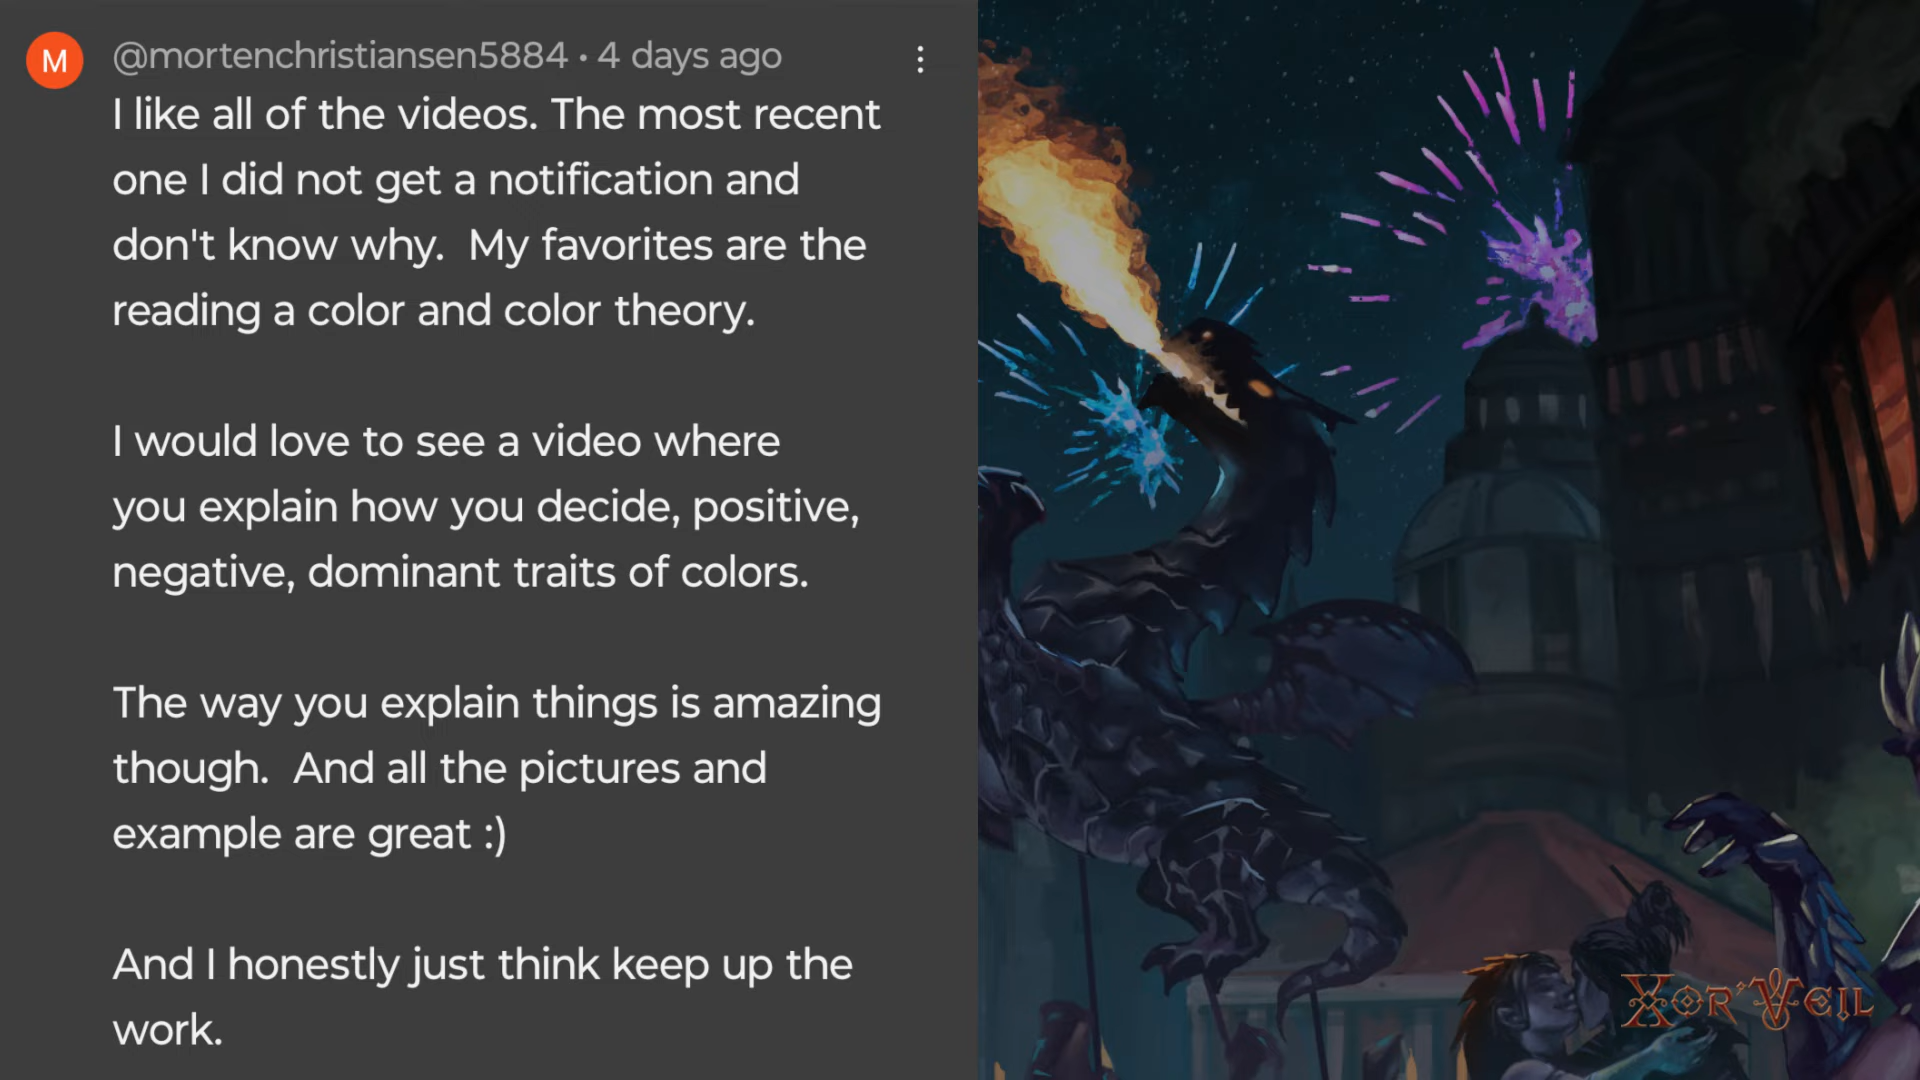 M
@mortenchristiansen5884 • 4 days ago
I like all of the videos. The most recent
one I did not get a notification and
don't know why.  My favorites are the
reading a color and color theory.
I would love to see a video where
you explain how you decide, positive,
negative, dominant traits of colors.
The way you explain things is amazing
though.  And all the pictures and
example are great :)
And I honestly just think keep up the
work.
Xor'Veil